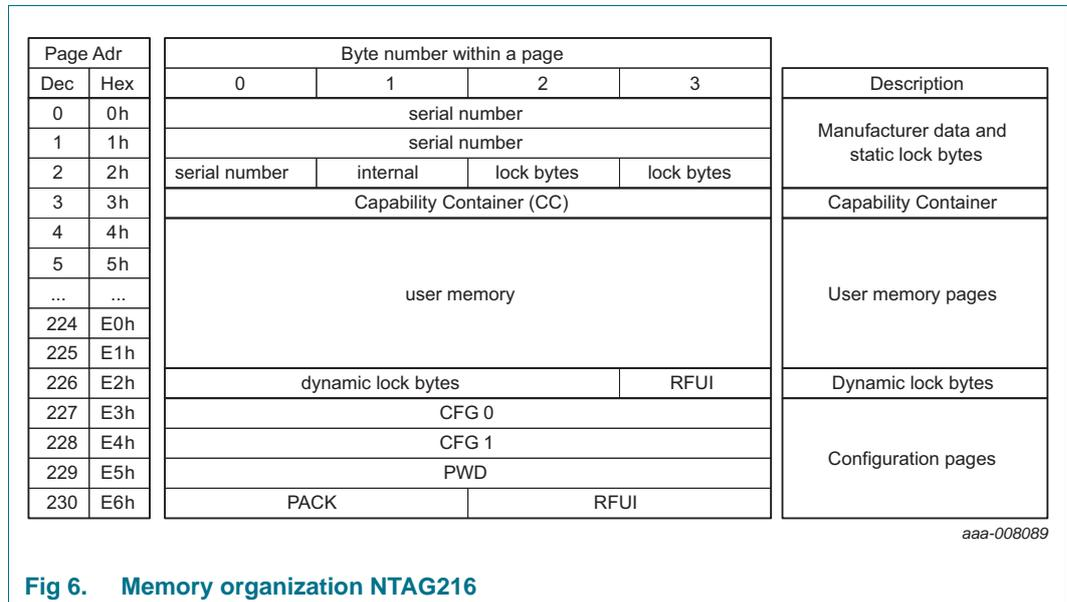 Page Adr Byte number within a page
Dec Hex 0 1 2 3 Description
0 0h serial number
Manufacturer data and
static lock bytes
1 1h serial number
2 2h serial number internal lock bytes lock bytes
3 3h Capability Container (CC) Capability Container
4 4h
5 5h
... ... user memory User memory pages
224 E0h
225 E1h
226 E2h dynamic lock bytes RFUI Dynamic lock bytes
227 E3h CFG 0
228 E4h CFG 1
Configuration pages
229 E5h PWD
230 E6h PACK RFUI
aaa-008089
Fig 6. Memory organization NTAG216